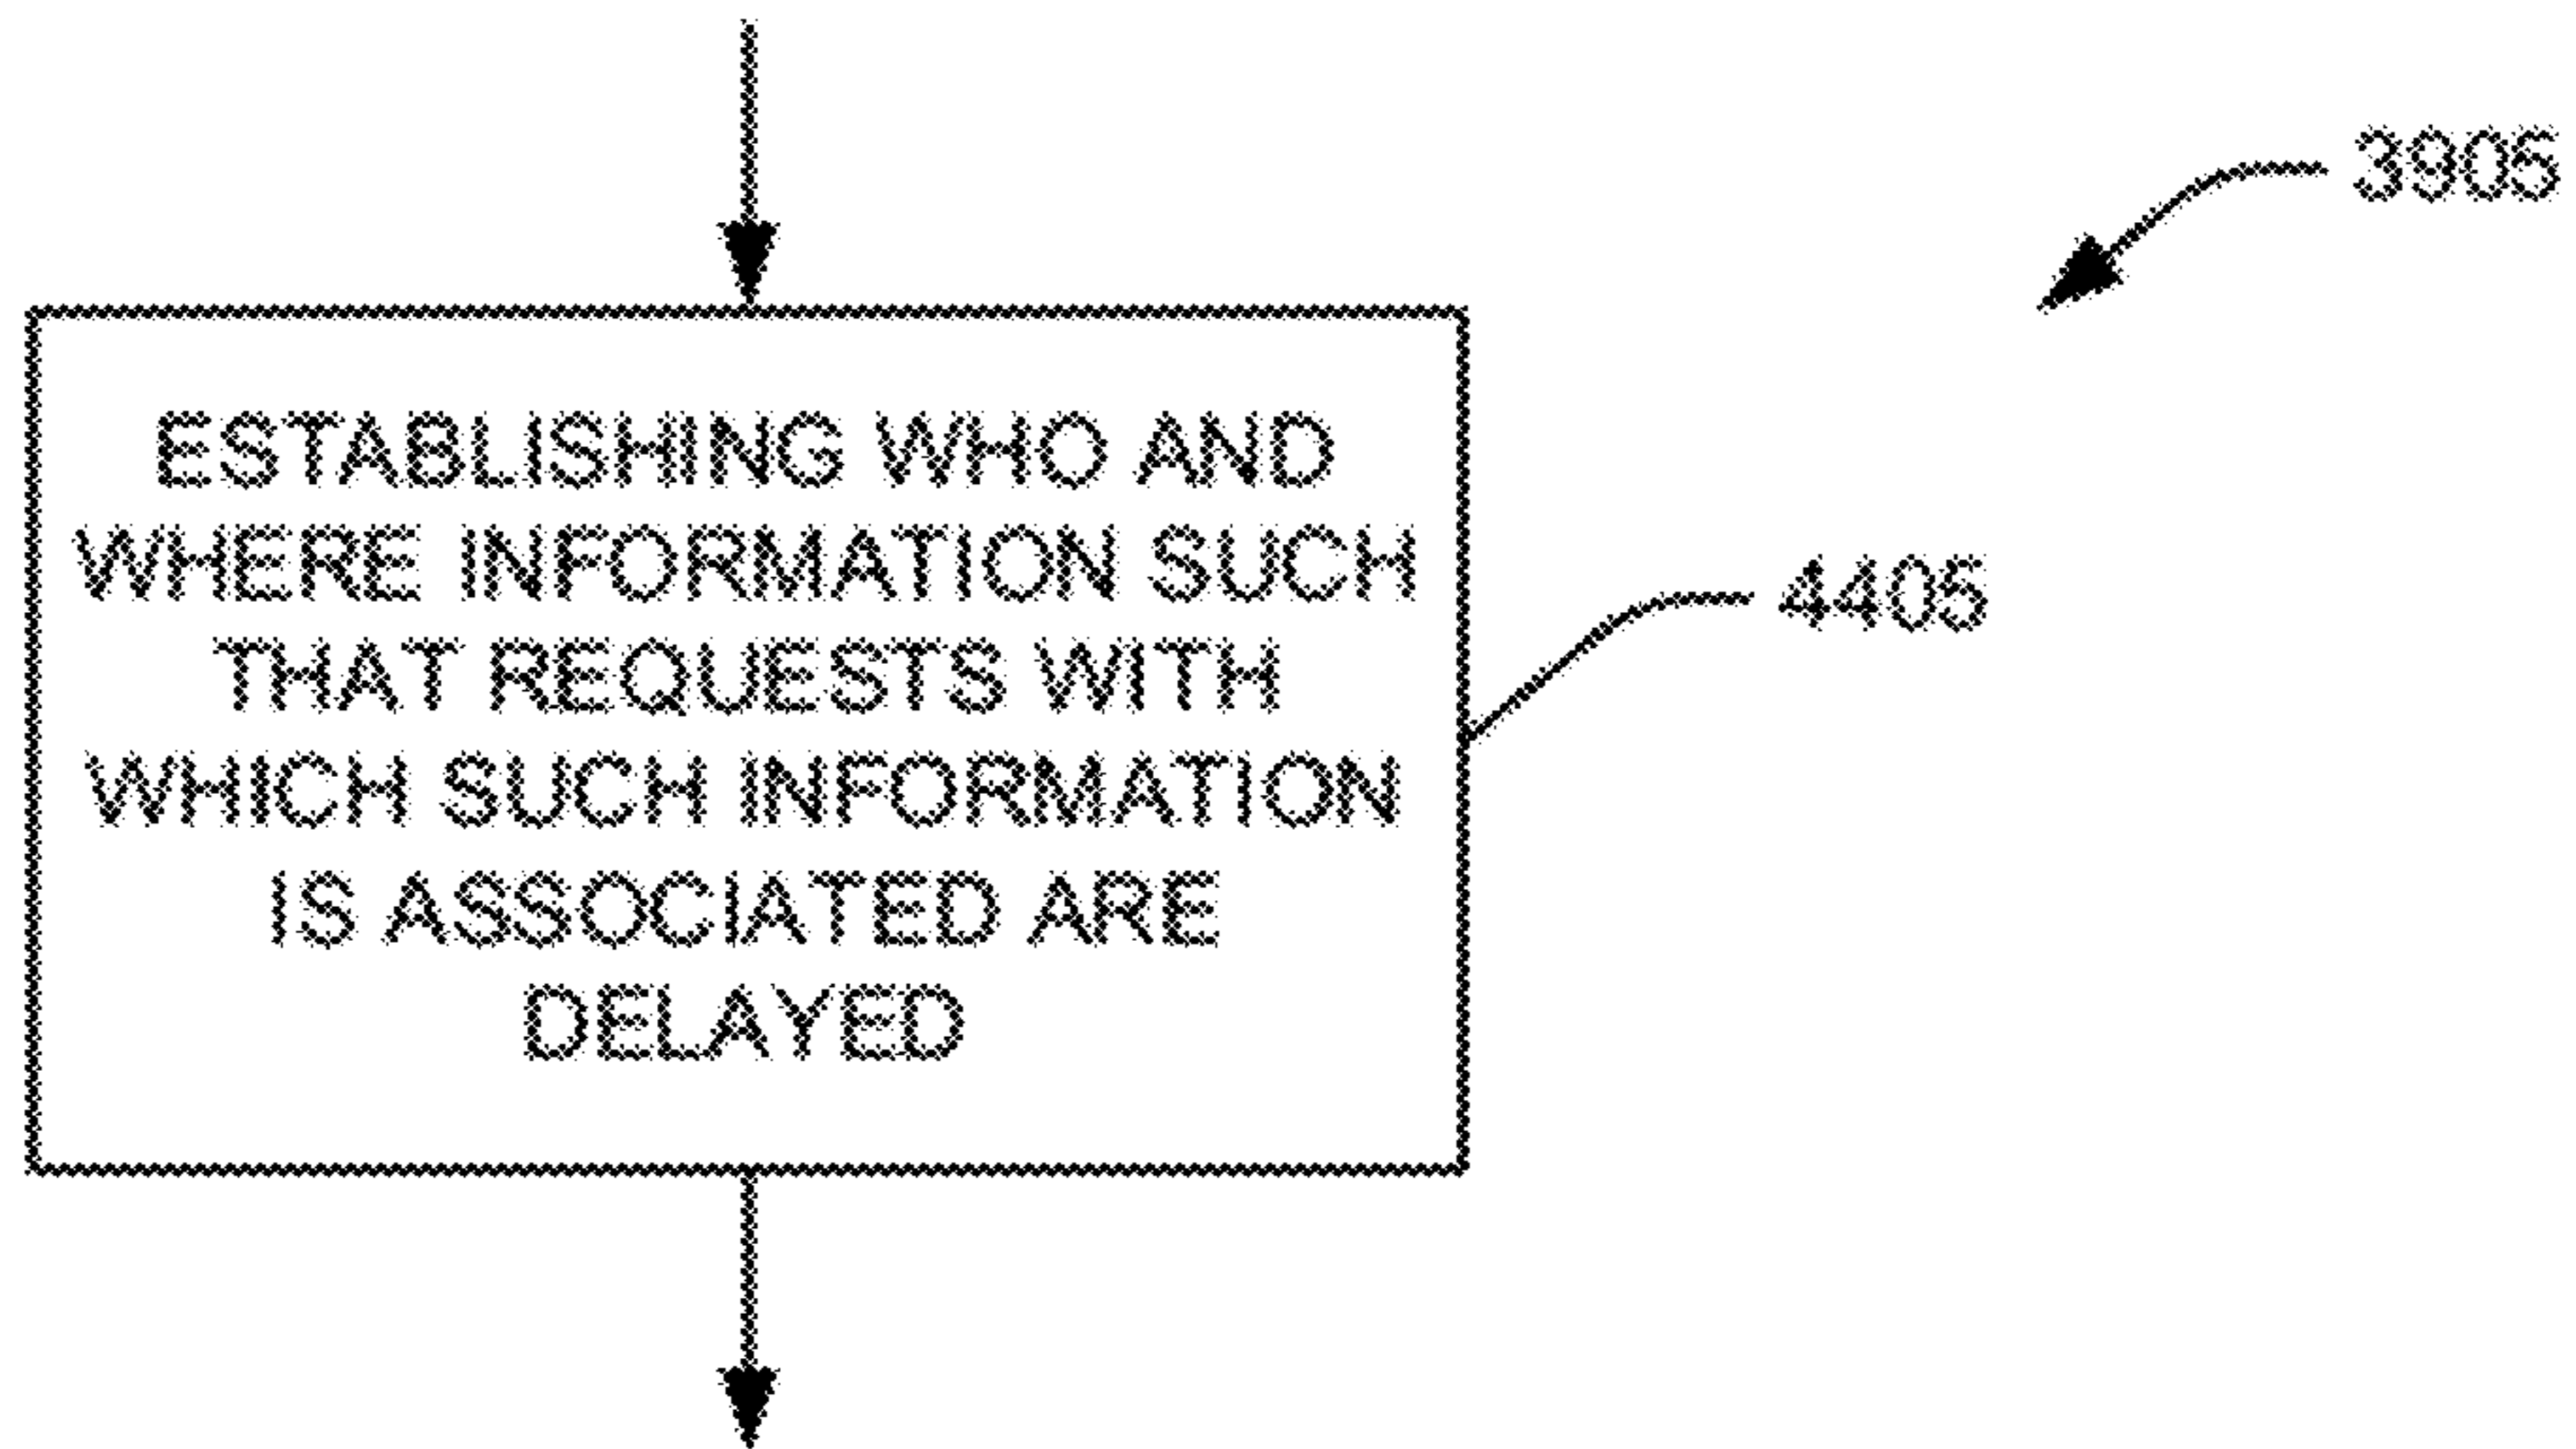 3905
ESTABLISHING WHO AND
WHERE INFORMATION SUCH
THAT REQUESTS WITH
WHICH SUCH INFORMATION
IS ASSOCIATED ARE
DELAYED
4405